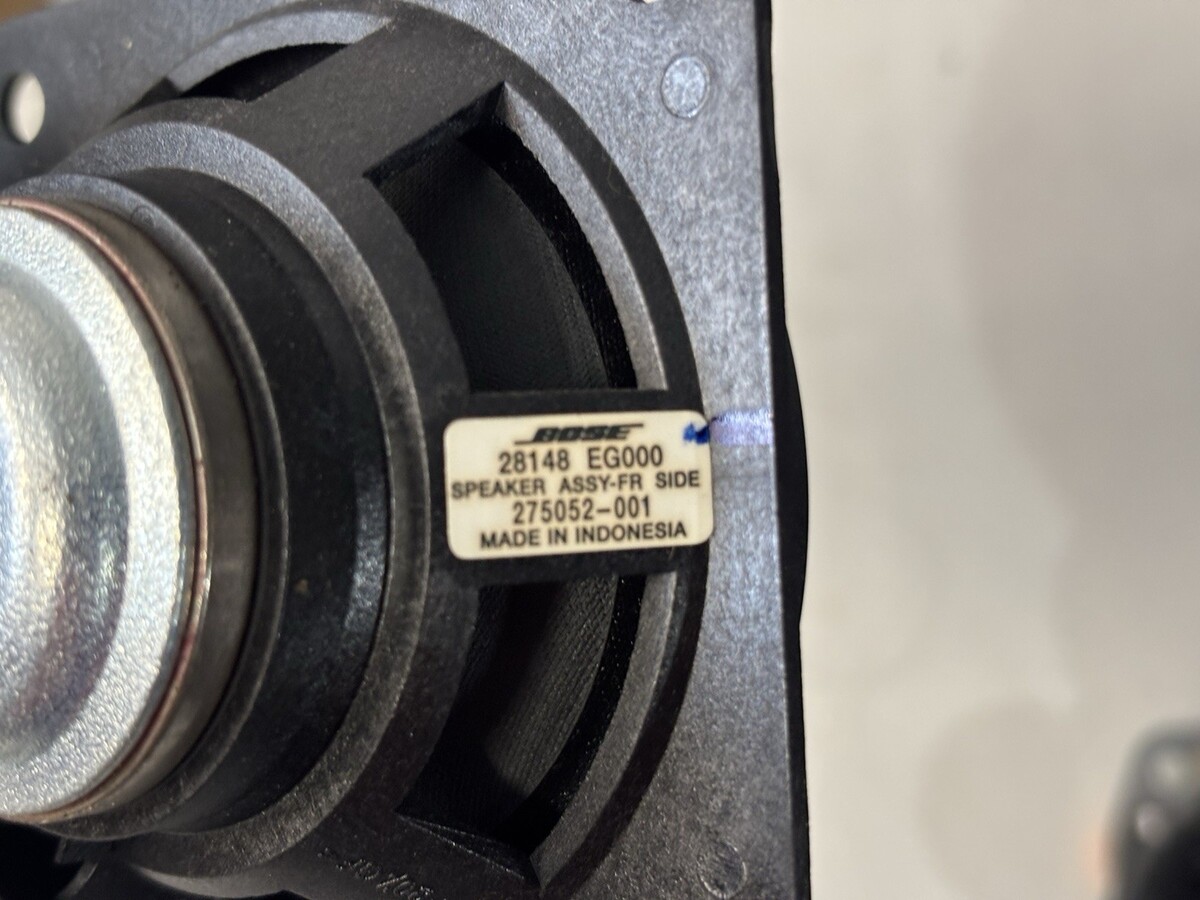 BOSE
28148 EG000
SPEAKER ASSY-FR SIDE
275052-001
MADE IN INDONESIA